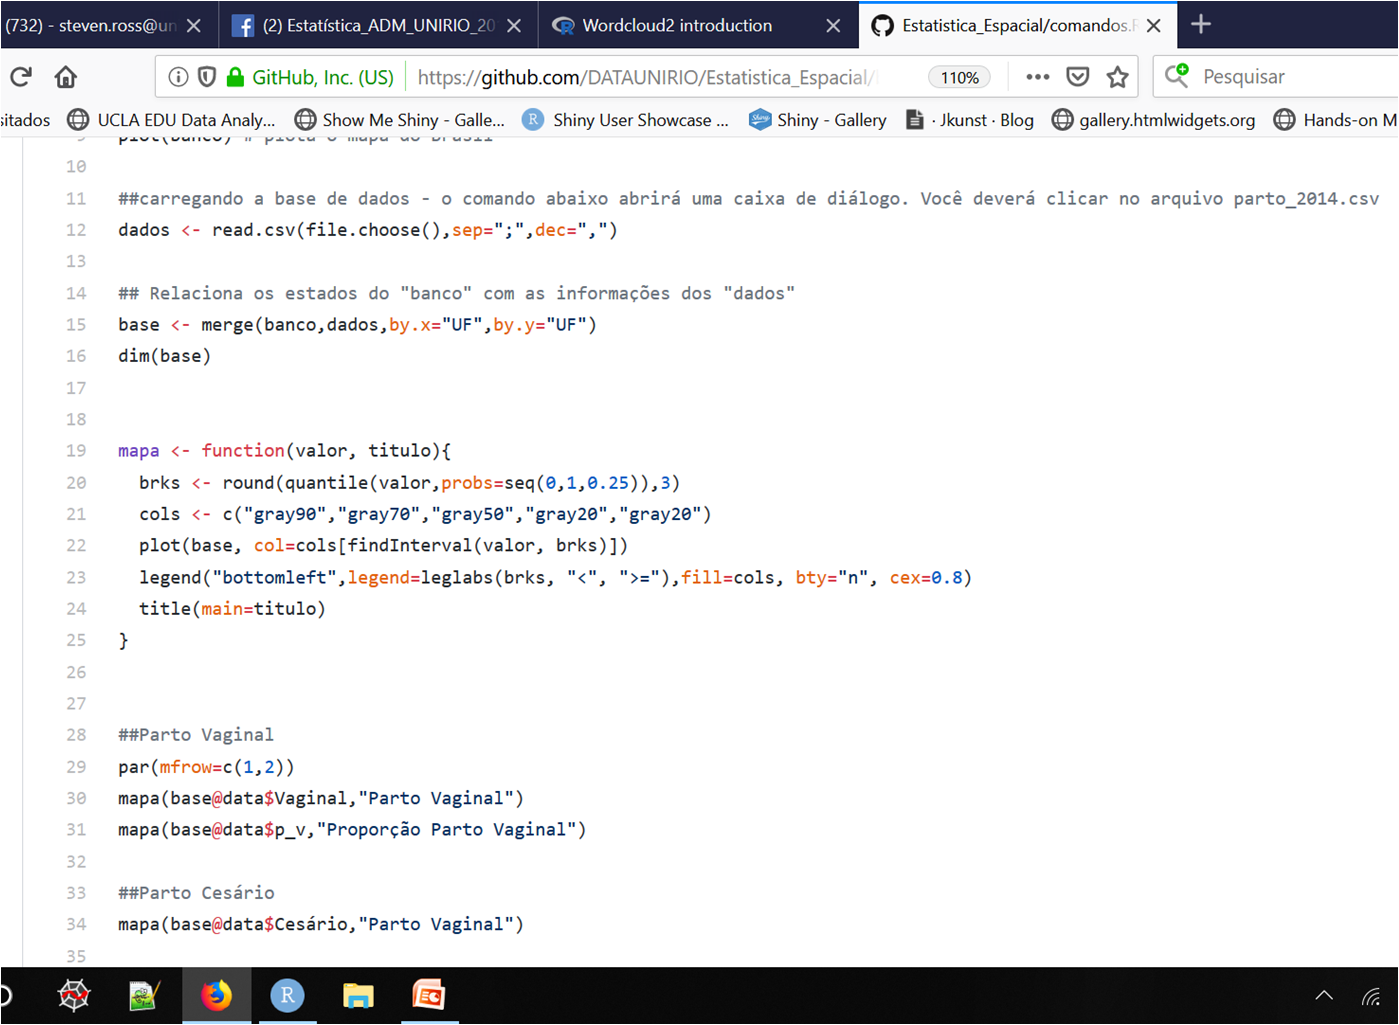 (732) - steven.ross@un
(2) Estatística_ADM_UNIRIO_20
Wordcloud2 introduction
Estatistica_Espacial/comandos.R
GitHub, Inc. (US)
https://github.com/DATAUNIRIO/Estatistica_Espacial/
110%
Pesquisar
sitados
UCLA EDU Data Analy...
Show Me Shiny - Galle...
R
Shiny User Showcase ...
Shiny - Gallery
· Jkunst · Blog
gallery.htmlwidgets.org
Hands-on M
9 plot(banco) # plota o mapa do Brasil
10
11 ##carregando a base de dados - o comando abaixo abrirá uma caixa de diálogo. Você deverá clicar no arquivo parto_2014.csv
12 dados <- read.csv(file.choose(),sep=";",dec=",")
13
14 ## Relaciona os estados do "banco" com as informações dos "dados"
15 base <- merge(banco,dados,by.x="UF",by.y="UF")
16 dim(base)
17
18
19 mapa <- function(valor, titulo){
20 brks <- round(quantile(valor,probs=seq(0,1,0.25)),3)
21 cols <- c("gray90","gray70","gray50","gray20","gray20")
22 plot(base, col=cols[findInterval(valor, brks)])
23 legend("bottomleft",legend=leglabs(brks, "<", ">="),fill=cols, bty="n", cex=0.8)
24 title(main=titulo)
25 }
26
27
28 ##Parto Vaginal
29 par(mfrow=c(1,2))
30 mapa(base@data$Vaginal,"Parto Vaginal")
31 mapa(base@data$p_v,"Proporção Parto Vaginal")
32
33 ##Parto Cesário
34 mapa(base@data$Cesário,"Parto Vaginal")
35
R